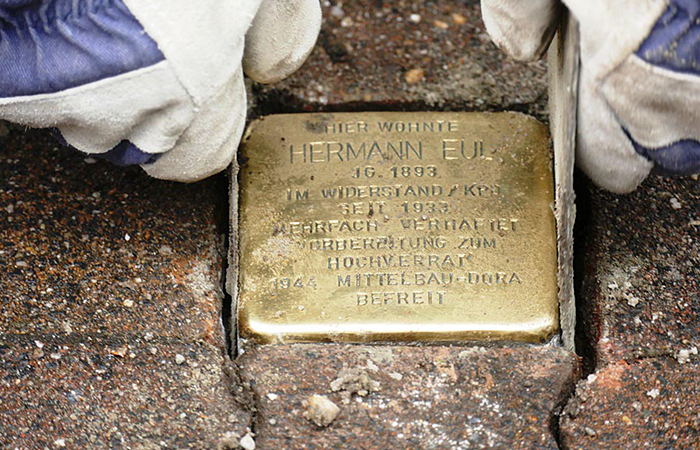 HIER WOHNTE
HERMANN EUL
JG. 1893
IM WIDERSTAND / KPD
SEIT 1933
MEHRFACH VERHAFTET
VORBEREITUNG ZUM
HOCHVERRAT
1944 MITTELBAU-DORA
BEFREIT